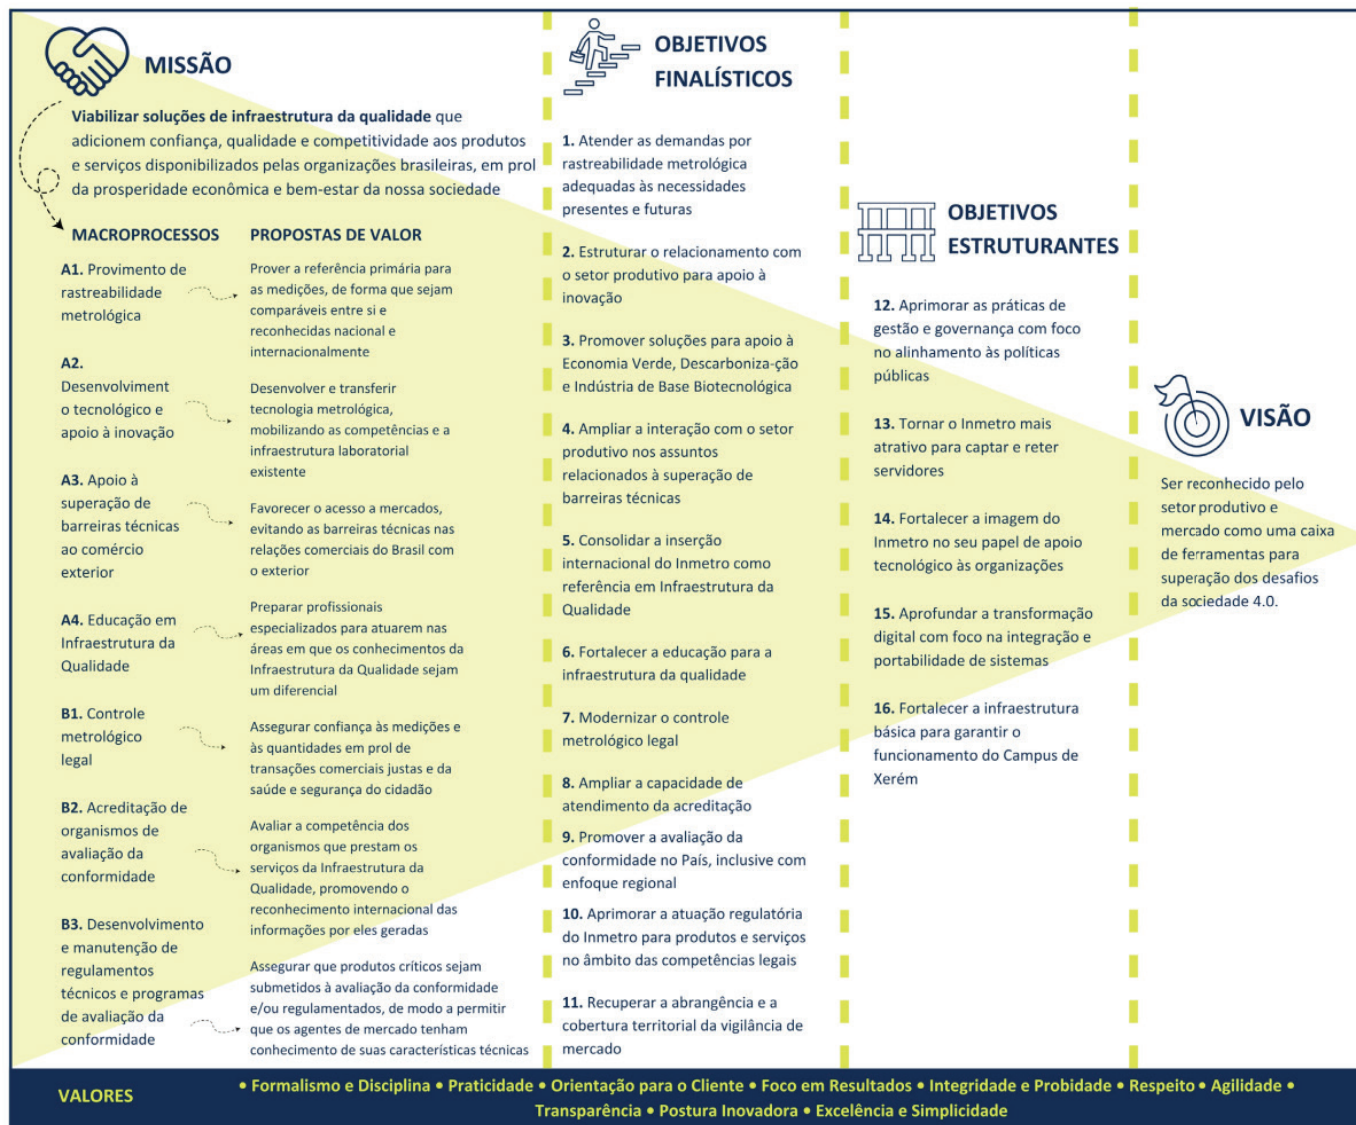 MISSÃO
Viabilizar soluções de infraestrutura da qualidade que
adicionem confiança, qualidade e competitividade aos produtos
e serviços disponibilizados pelas organizações brasileiras, em prol
da prosperidade econômica e bem-estar da nossa sociedade
MACROPROCESSOS
PROPOSTAS DE VALOR
A1. Provimento de
rastreabilidade
metrológica
Prover a referência primária para
as medições, de forma que sejam
comparáveis entre si e
reconhecidas nacional e
internacionalmente
A2.
Desenvolviment
o tecnológico e
apoio à inovação
Desenvolver e transferir
tecnologia metrológica,
mobilizando as competências e a
infraestrutura laboratorial
existente
A3. Apoio à
superação de
barreiras técnicas
ao comércio
exterior
Favorecer o acesso a mercados,
evitando as barreiras técnicas nas
relações comerciais do Brasil com
o exterior
A4. Educação em
Infraestrutura da
Qualidade
Preparar profissionais
especializados para atuarem nas
áreas em que os conhecimentos da
Infraestrutura da Qualidade sejam
um diferencial
B1. Controle
metrológico
legal
Assegurar confiança às medições e
às quantidades em prol de
transações comerciais justas e da
saúde e segurança do cidadão
B2. Acreditação de
organismos de
avaliação da
conformidade
Avaliar a competência dos
organismos que prestam os
serviços da Infraestrutura da
Qualidade, promovendo o
reconhecimento internacional das
informações por eles geradas
B3. Desenvolvimento
e manutenção de
regulamentos
técnicos e programas
de avaliação da
conformidade
Assegurar que produtos críticos sejam
submetidos à avaliação da conformidade
e/ou regulamentados, de modo a permitir
que os agentes de mercado tenham
conhecimento de suas características técnicas
OBJETIVOS
FINALÍSTICOS
1. Atender as demandas por
rastreabilidade metrológica
adequadas às necessidades
presentes e futuras
2. Estruturar o relacionamento com
o setor produtivo para apoio à
inovação
3. Promover soluções para apoio à
Economia Verde, Descarboniza-ção
e Indústria de Base Biotecnológica
4. Ampliar a interação com o setor
produtivo nos assuntos
relacionados à superação de
barreiras técnicas
5. Consolidar a inserção
internacional do Inmetro como
referência em Infraestrutura da
Qualidade
6. Fortalecer a educação para a
infraestrutura da qualidade
7. Modernizar o controle
metrológico legal
8. Ampliar a capacidade de
atendimento da acreditação
9. Promover a avaliação da
conformidade no País, inclusive com
enfoque regional
10. Aprimorar a atuação regulatória
do Inmetro para produtos e serviços
no âmbito das competências legais
11. Recuperar a abrangência e a
cobertura territorial da vigilância de
mercado
OBJETIVOS
ESTRUTURANTES
12. Aprimorar as práticas de
gestão e governança com foco
no alinhamento às políticas
públicas
13. Tornar o Inmetro mais
atrativo para captar e reter
servidores
14. Fortalecer a imagem do
Inmetro no seu papel de apoio
tecnológico às organizações
15. Aprofundar a transformação
digital com foco na integração e
portabilidade de sistemas
16. Fortalecer a infraestrutura
básica para garantir o
funcionamento do Campus de
Xerém
VISÃO
Ser reconhecido pelo
setor produtivo e
mercado como uma caixa
de ferramentas para
superação dos desafios
da sociedade 4.0.
VALORES
• Formalismo e Disciplina • Praticidade • Orientação para o Cliente • Foco em Resultados • Integridade e Probidade • Respeito • Agilidade •
Transparência • Postura Inovadora • Excelência e Simplicidade